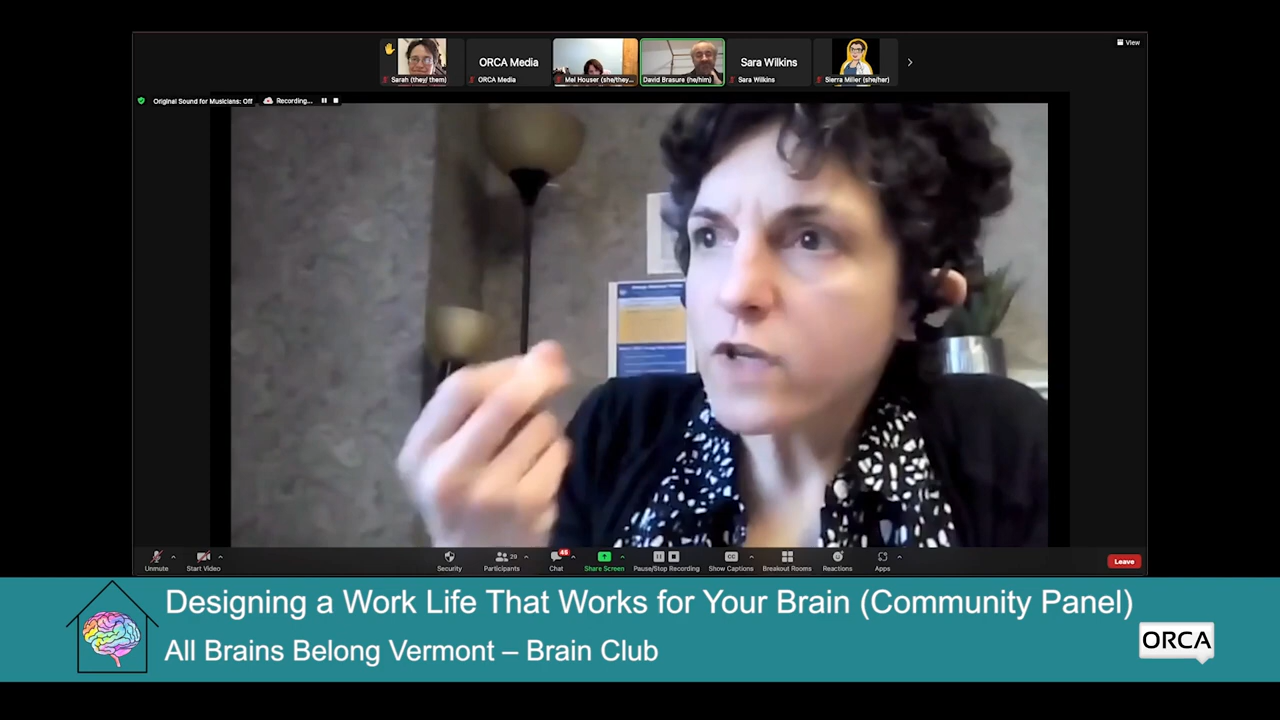 View
Sarah (they/ them)
ORCA Media
ORCA Media
Mel Houser (she/they...
David Brasure (he/him)
Sara Wilkins
Sara Wilkins
Sierra Miller (she/her)
Original Sound for Musicians: Off
Recording...
Unmute
Start Video
Security
Participants
29
Chat
45
Share Screen
Pause/Stop Recording
CC
Show Captions
Breakout Rooms
Reactions
Apps
Leave
Designing a Work Life That Works for Your Brain (Community Panel)
All Brains Belong Vermont – Brain Club
ORCA